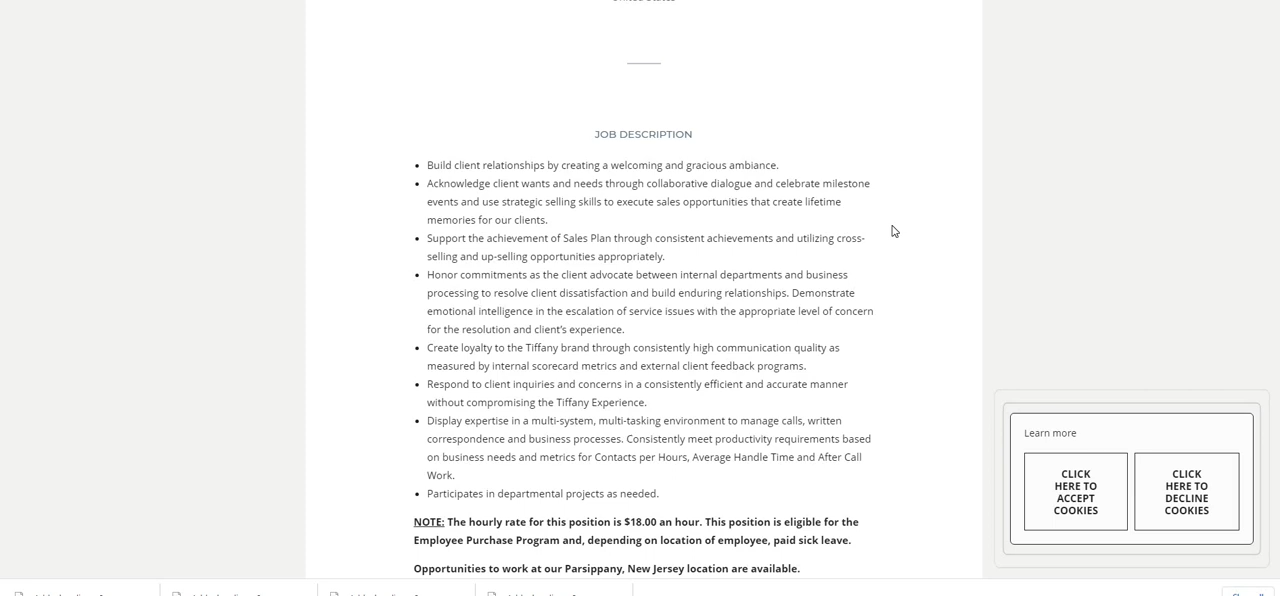 JOB DESCRIPTION
• Build client relationships by creating a welcoming and gracious ambiance.
• Acknowledge client wants and needs through collaborative dialogue and celebrate milestone
events and use strategic selling skills to execute sales opportunities that create lifetime
memories for our clients.
• Support the achievement of Sales Plan through consistent achievements and utilizing cross-
selling and up-selling opportunities appropriately.
• Honor commitments as the client advocate between internal departments and business
processing to resolve client dissatisfaction and build enduring relationships. Demonstrate
emotional intelligence in the escalation of service issues with the appropriate level of concern
for the resolution and client’s experience.
• Create loyalty to the Tiffany brand through consistently high communication quality as
measured by internal scorecard metrics and external client feedback programs.
• Respond to client inquiries and concerns in a consistently efficient and accurate manner
without compromising the Tiffany Experience.
• Display expertise in a multi-system, multi-tasking environment to manage calls, written
correspondence and business processes. Consistently meet productivity requirements based
on business needs and metrics for Contacts per Hours, Average Handle Time and After Call
Work.
• Participates in departmental projects as needed.
NOTE: The hourly rate for this position is $18.00 an hour. This position is eligible for the
Employee Purchase Program and, depending on location of employee, paid sick leave.
Opportunities to work at our Parsippany, New Jersey location are available.
Learn more
CLICK
HERE TO
ACCEPT
COOKIES
CLICK
HERE TO
DECLINE
COOKIES